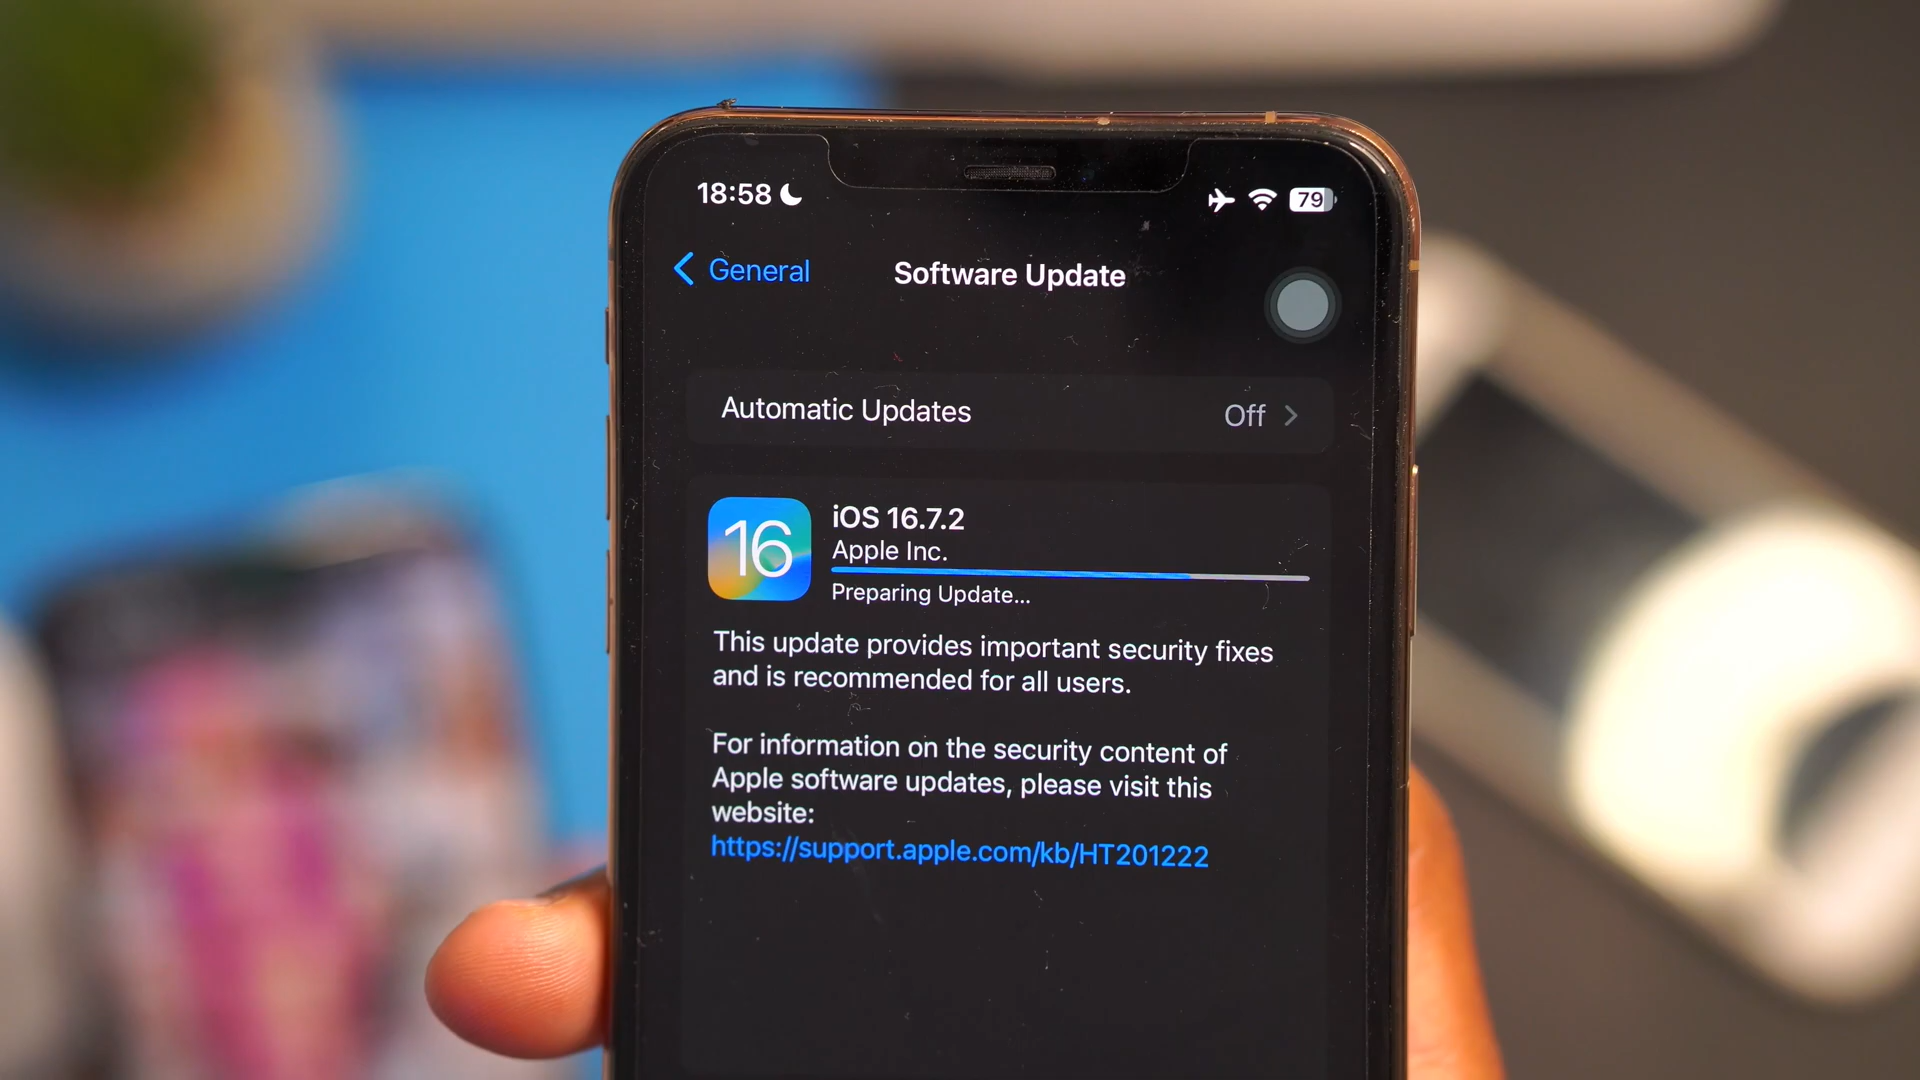 18:58
79
General
Software Update
Automatic Updates
Off
16
iOS 16.7.2
Apple Inc.
Preparing Update...
This update provides important security fixes
and is recommended for all users.
For information on the security content of
Apple software updates, please visit this
website:
https://support.apple.com/kb/HT201222